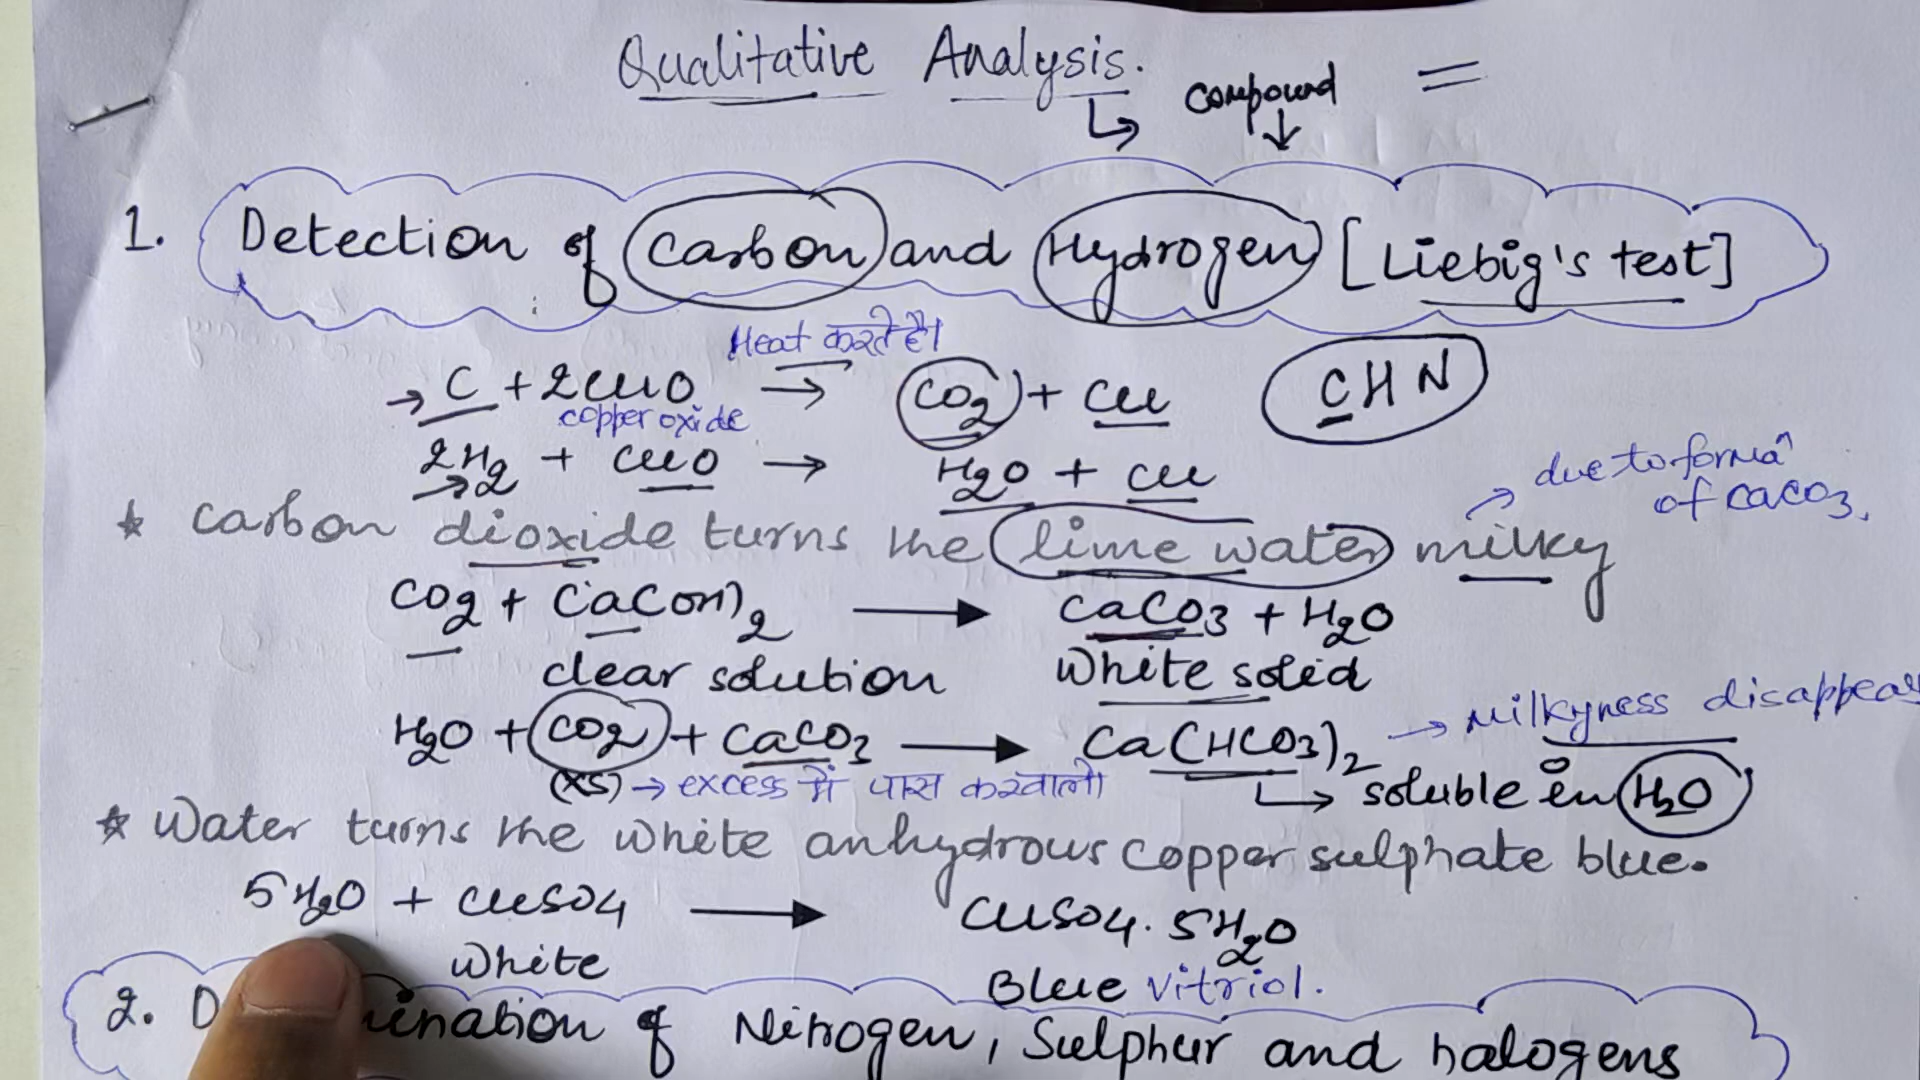 Qualitative Analysis.
↳ compound =
↓
1. Detection of carbon and Hydrogen [Liebig's test]
Heat करते है।
→ C + 2CuO → CO2 + Cu
CHN
copper oxide
2H2 + CuO → H2O + Cu
due to formaⁿ of CaCO3.
* Carbon dioxide turns the lime water milky
CO2 + Ca(OH)2 → CaCO3 + H2O
clear solution White solid
H2O + CO2 + CaCO3 → Ca(HCO3)2 → Milkyness disappear
(XS) → excess में पास करवालो
↳ soluble in H2O
* Water turns the white anhydrous copper sulphate blue.
5H2O + CuSO4 → CuSO4. 5H2O
White Blue vitriol.
2. of Nitrogen, Sulphur and halogens